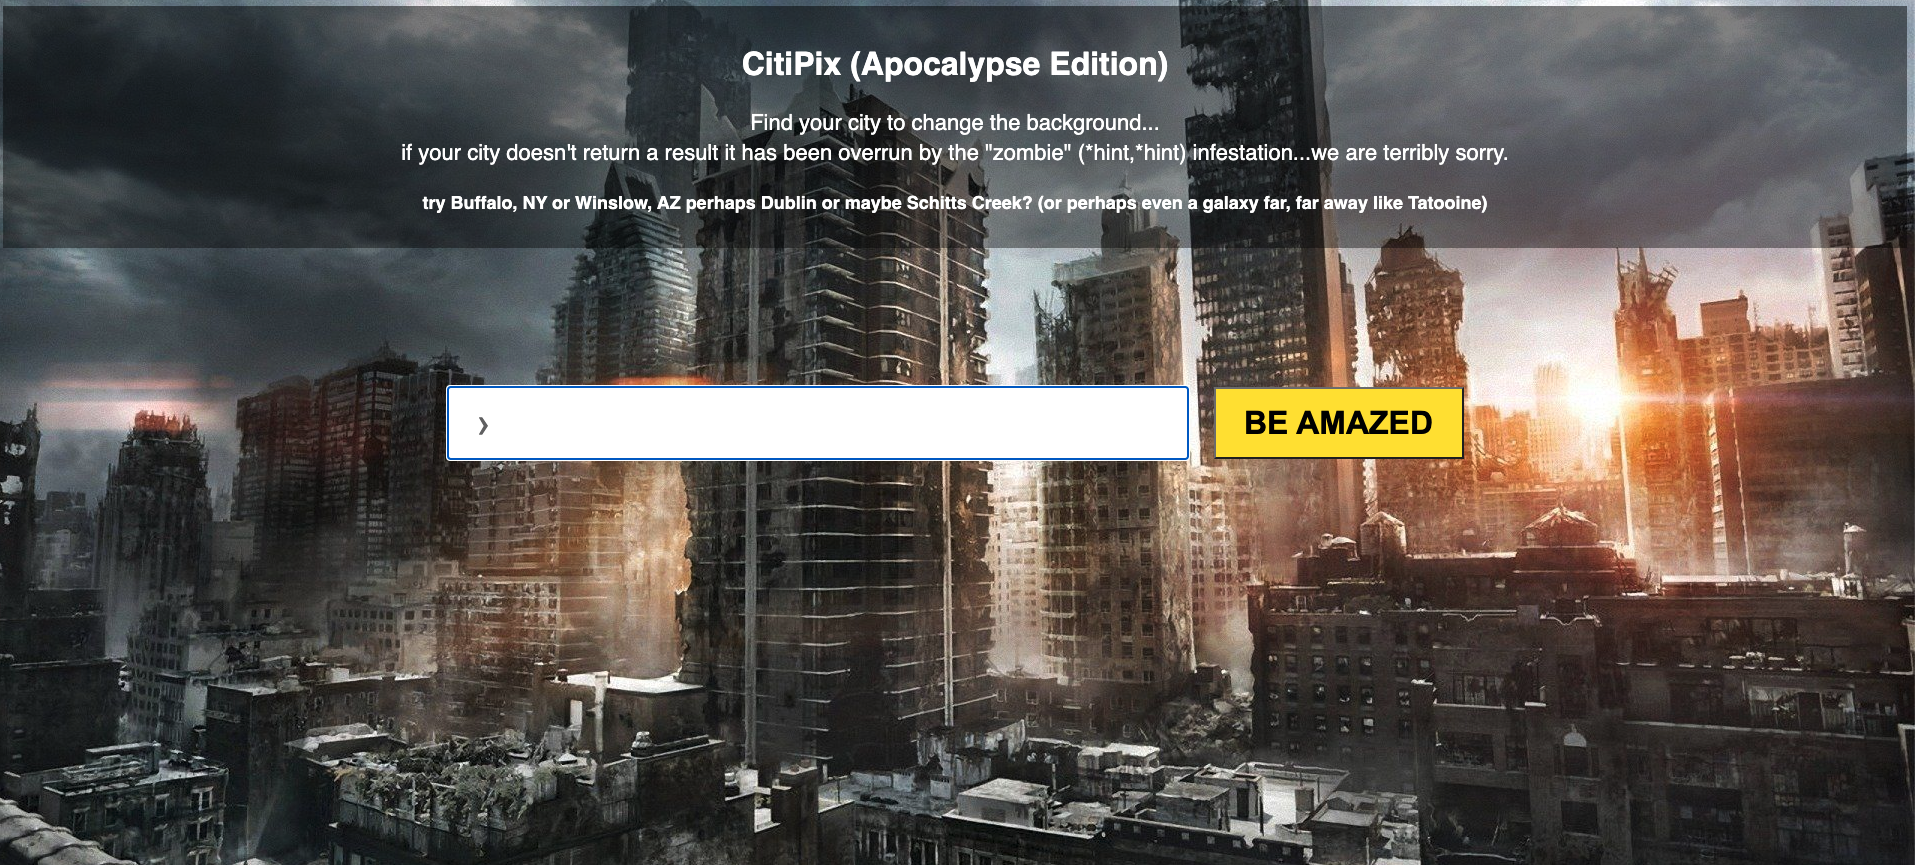 CitiPix (Apocalypse Edition)
Find your city to change the background...
if your city doesn't return a result it has been overrun by the "zombie" (*hint,*hint) infestation...we are terribly sorry.
try Buffalo, NY or Winslow, AZ perhaps Dublin or maybe Schitts Creek? (or perhaps even a galaxy far, far away like Tatooine)
❯
BE AMAZED